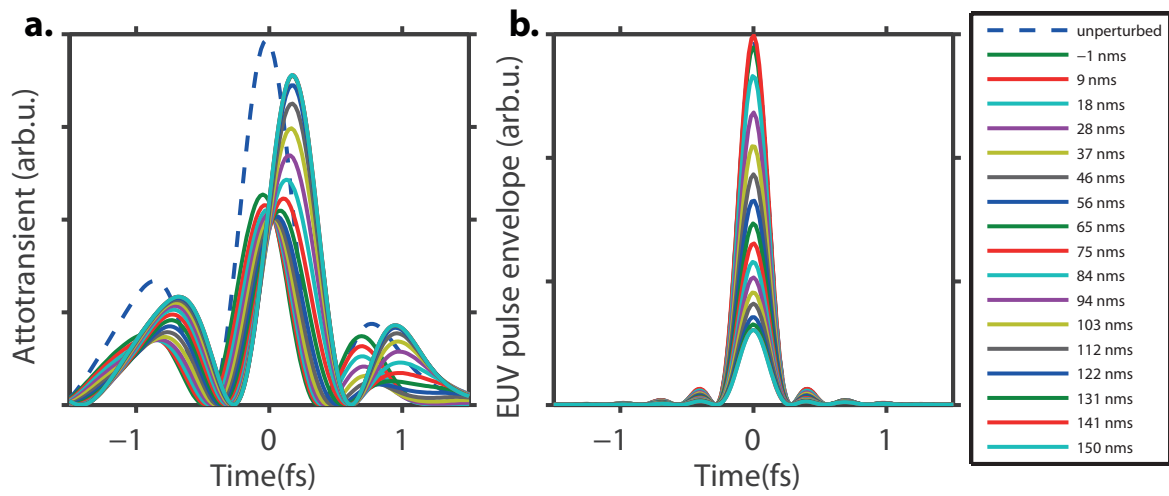 a.
Attotransient (arb.u.)
−1
0
1
Time(fs)
b.
EUV pulse envelope (arb.u.)
−1
0
1
Time(fs)
unperturbed
−1 nms
9 nms
18 nms
28 nms
37 nms
46 nms
56 nms
65 nms
75 nms
84 nms
94 nms
103 nms
112 nms
122 nms
131 nms
141 nms
150 nms